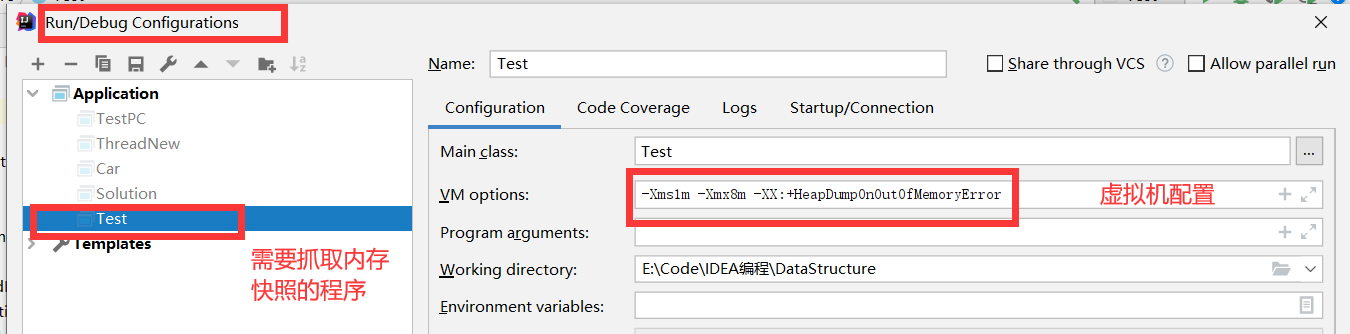 Run/Debug Configurations
Name: Test
Share through VCS ?
Allow parallel run
Application
TestPC
ThreadNew
Car
Solution
Test
Templates
需要抓取内存
快照的程序
Configuration Code Coverage Logs Startup/Connection
Main class: Test ...
VM options: -Xms1m -Xmx8m -XX:+HeapDumpOnOutOfMemoryError 虚拟机配置
Program arguments:
Working directory: E:\Code\IDEA编程\DataStructure
Environment variables: